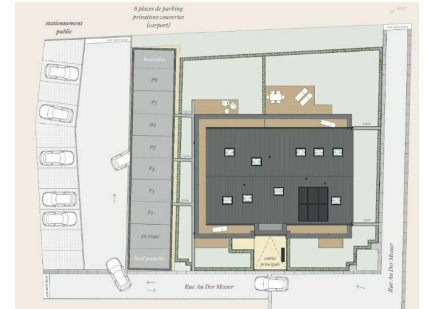 8 places de parking
privatives couvertes
(carport)
stationnement
public
local vélos
P8
P7
P6
P5
P4
P3
P2
local poubelles
entrée
principale
Rue An Der Meser
Rue An Der Meser